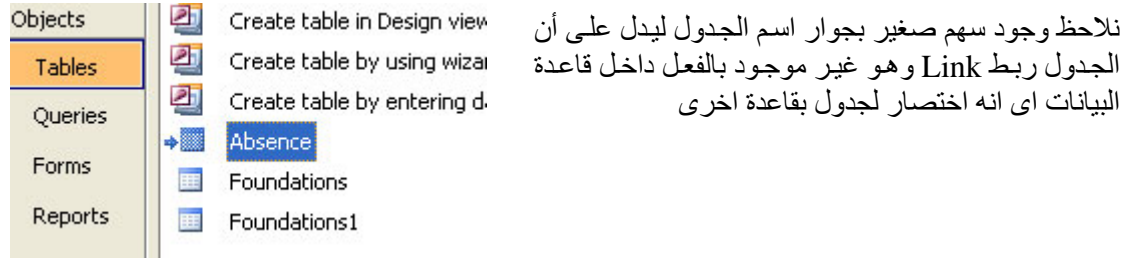 Objects
Tables
Queries
Forms
Reports
Create table in Design view
Create table by using wizar
Create table by entering d
Absence
Foundations
Foundations1
نلاحظ وجود سهم صغير بجوار اسم الجدول ليدل على أن
الجدول ربط Link وهو غير موجود بالفعل داخل قاعدة
البيانات اى انه اختصار لجدول بقاعدة اخرى